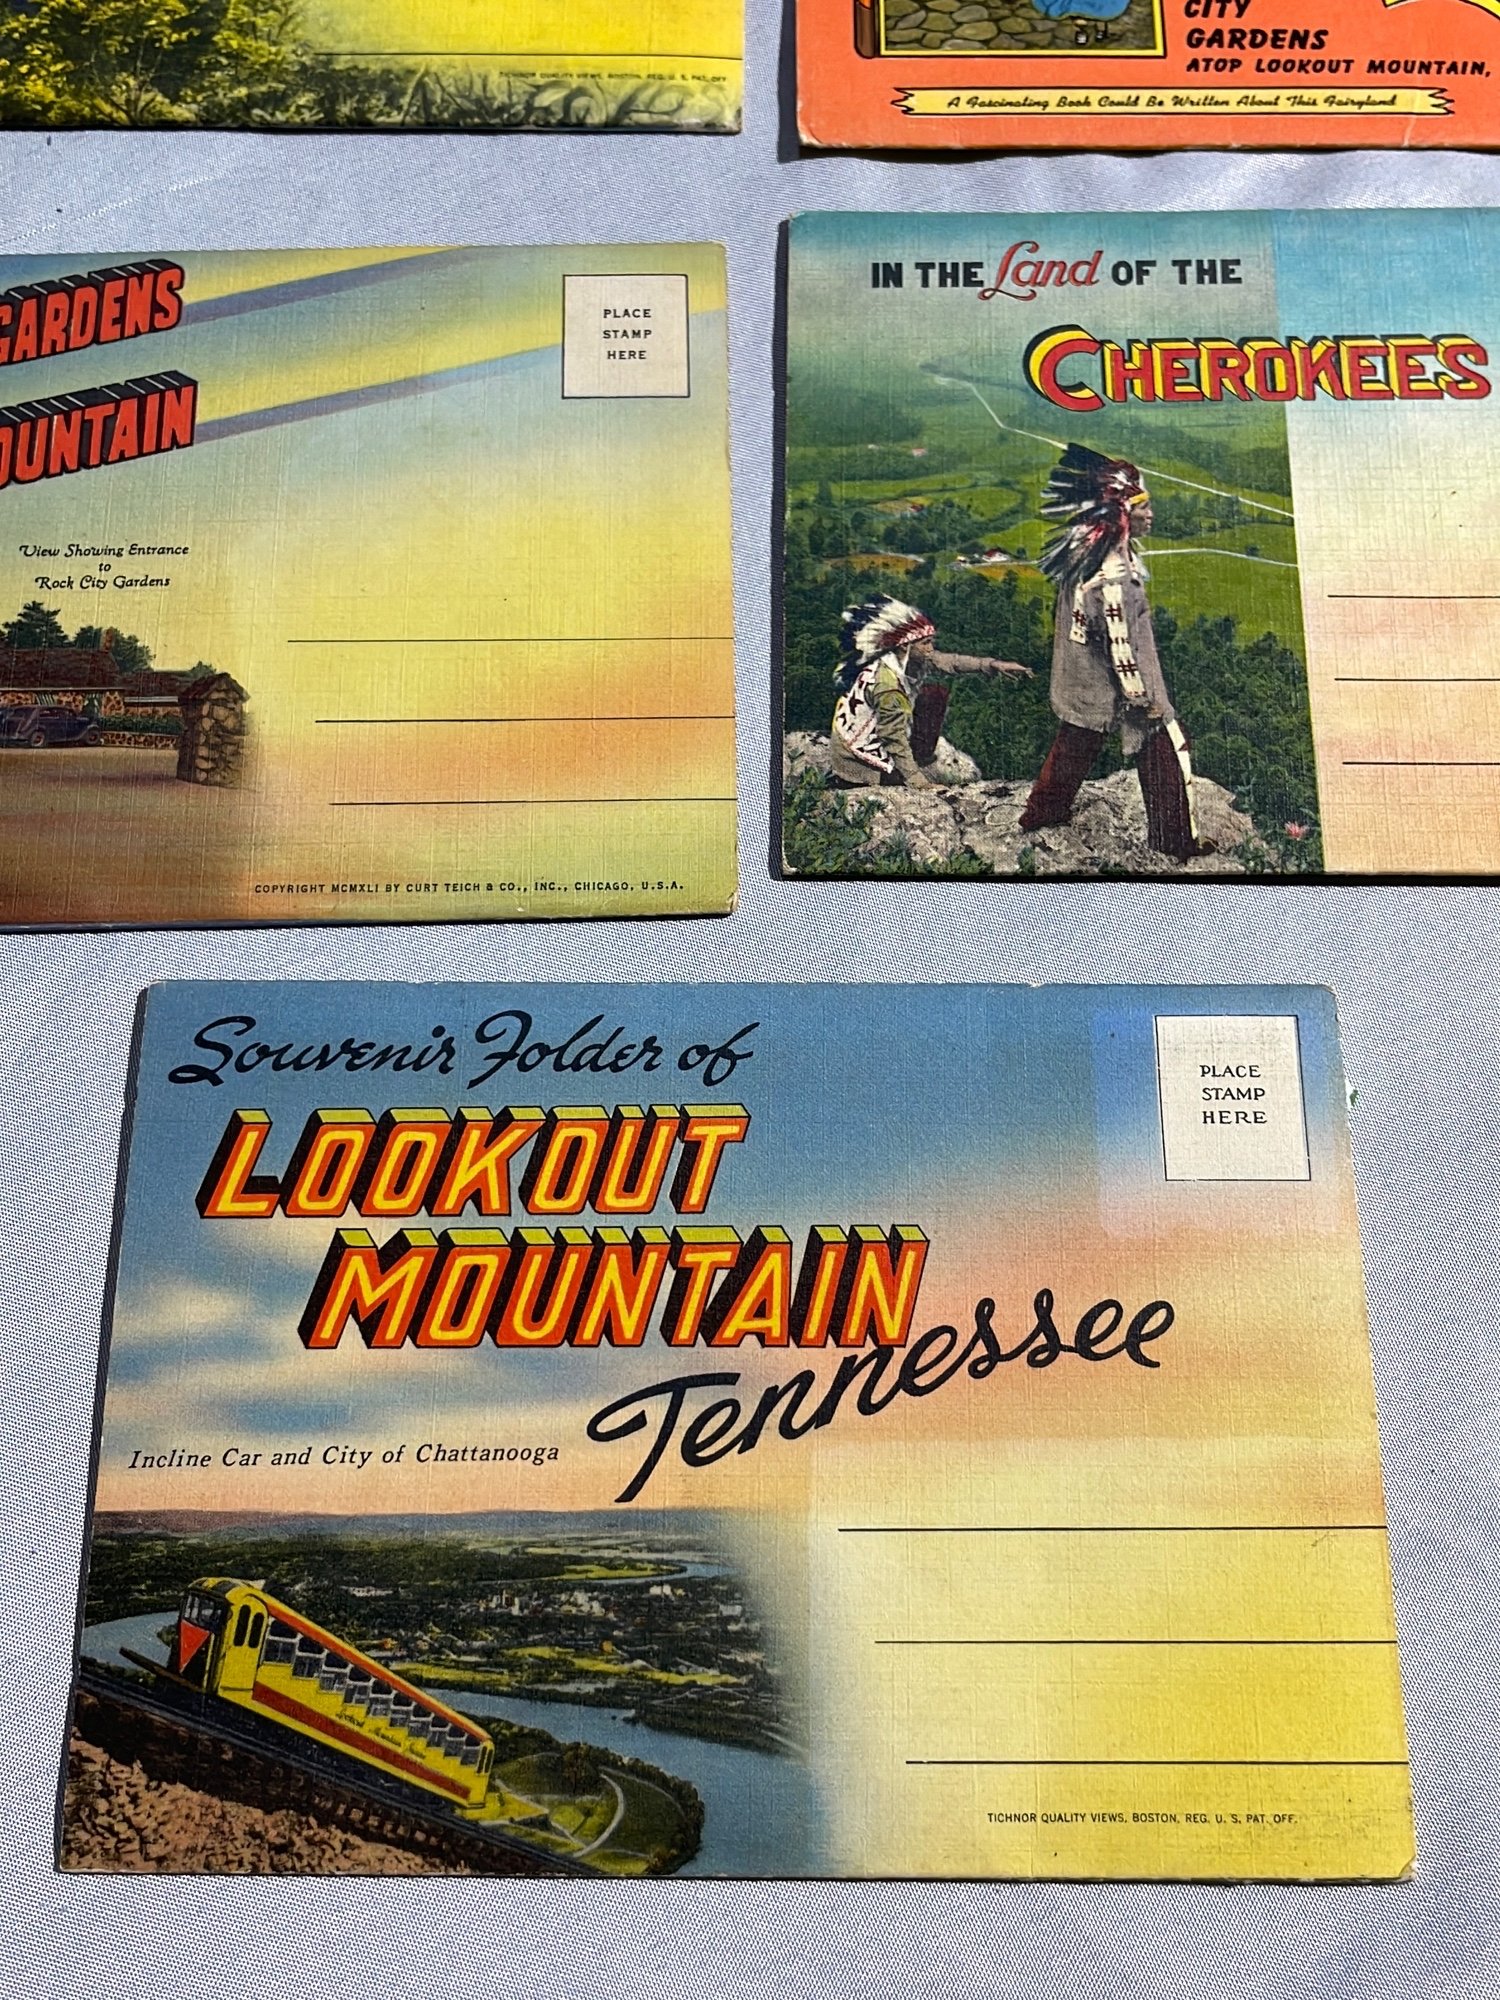 TICHNOR QUALITY VIEWS, BOSTON, REG. U. S. PAT. OFF.
CITY
GARDENS
ATOP LOOKOUT MOUNTAIN,
A Fascinating Book Could Be Written About This Fairyland
GARDENS
OUNTAIN
PLACE
STAMP
HERE
View Showing Entrance
to
Rock City Gardens
COPYRIGHT MCMXLI BY CURT TEICH & CO., INC., CHICAGO, U.S.A.
IN THE Land OF THE
CHEROKEES
Souvenir Folder of
LOOKOUT
MOUNTAIN
Tennessee
PLACE
STAMP
HERE
Incline Car and City of Chattanooga
TICHNOR QUALITY VIEWS, BOSTON, REG. U. S. PAT. OFF.